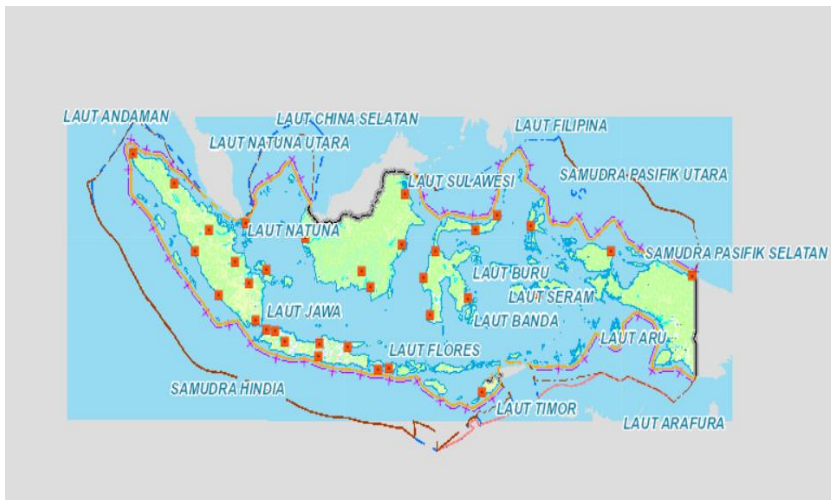 LAUT ANDAMAN
LAUT CHINA SELATAN
LAUT FILIPINA
LAUT NATUNA UTARA
SAMUDRA PASIFIK UTARA
LAUT SULAWESI
LAUT NATUNA
SAMUDRA PASIFIK SELATAN
LAUT BURU
LAUT SERAM
LAUT JAWA
LAUT BANDA
LAUT ARU
LAUT FLORES
SAMUDRA HINDIA
LAUT TIMOR
LAUT ARAFURA